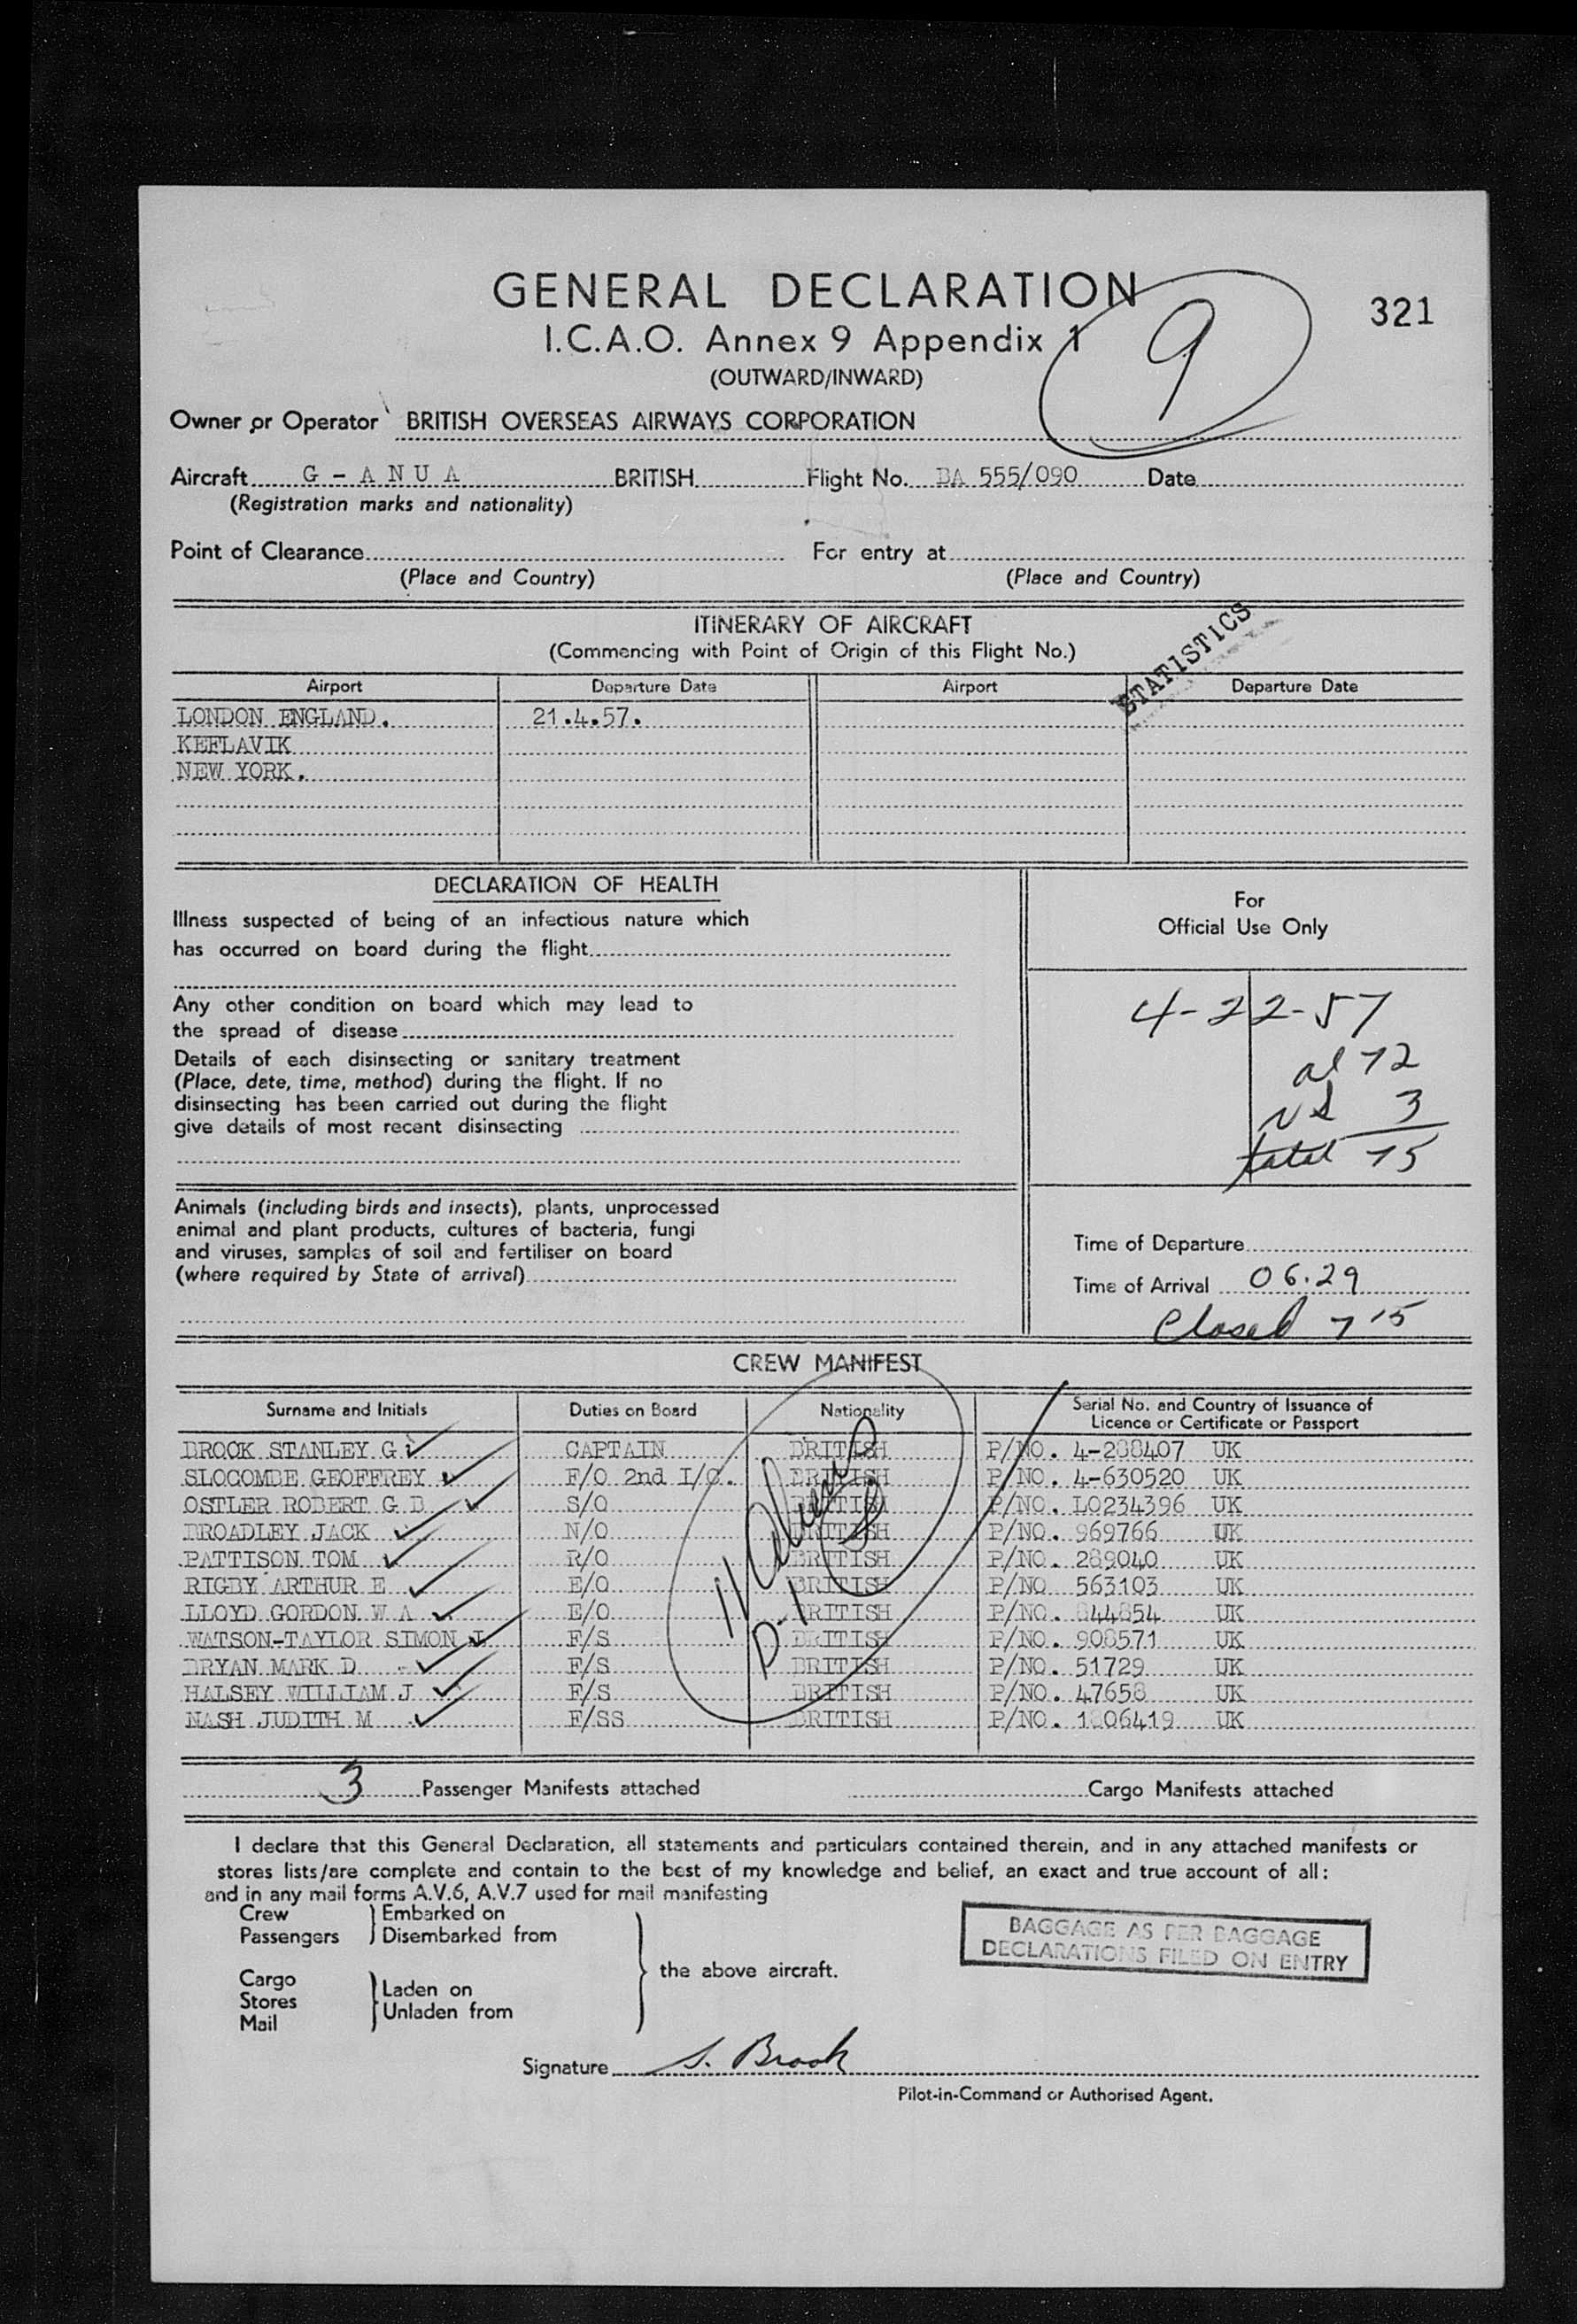 GENERAL DECLARATION
I.C.A.O. Annex 9 Appendix 1
9
321
(OUTWARD/INWARD)
Owner or Operator BRITISH OVERSEAS AIRWAYS CORPORATION
Aircraft G - A N U A BRITISH Flight No. BA 555/090 Date
(Registration marks and nationality)
Point of Clearance For entry at
(Place and Country) (Place and Country)
ITINERARY OF AIRCRAFT
(Commencing with Point of Origin of this Flight No.)
STATISTICS
Airport Departure Date Airport Departure Date
LONDON ENGLAND. 21.4.57.
KEFLAVIK
NEW YORK.
DECLARATION OF HEALTH
Illness suspected of being of an infectious nature which
has occurred on board during the flight
Any other condition on board which may lead to
the spread of disease
Details of each disinsecting or sanitary treatment
(Place, date, time, method) during the flight. If no
disinsecting has been carried out during the flight
give details of most recent disinsecting
Animals (including birds and insects), plants, unprocessed
animal and plant products, cultures of bacteria, fungi
and viruses, samples of soil and fertiliser on board
(where required by State of arrival)
For
Official Use Only
4-22-57
al 72
3
total 75
Time of Departure
Time of Arrival 06.29
Closed 7 15
CREW MANIFEST
Surname and Initials Duties on Board Nationality Serial No. and Country of Issuance of
Licence or Certificate or Passport
BROCK STANLEY G CAPTAIN BRITISH P/NO. 4-288407 UK
SLOCOMBE GEOFFREY F/O 2nd I/C. BRITISH P/NO. 4-630520 UK
OSTLER ROBERT G B S/O BRITISH P/NO. LO234396 UK
BROADLEY JACK N/O BRITISH P/NO. 969766 UK
PATTISON TOM R/O BRITISH P/NO. 289040 UK
RIGBY ARTHUR E E/O BRITISH P/NO 563103 UK
LLOYD GORDON W A E/O BRITISH P/NO. 844854 UK
WATSON-TAYLOR SIMON J F/S BRITISH P/NO. 908571 UK
BRYAN MARK D F/S BRITISH P/NO. 51729 UK
HALSEY WILLIAM J F/S BRITISH P/NO. 47658 UK
NASH JUDITH M F/SS BRITISH P/NO. 1806419 UK
11
D-1
3 Passenger Manifests attached Cargo Manifests attached
I declare that this General Declaration, all statements and particulars contained therein, and in any attached manifests or
stores lists/are complete and contain to the best of my knowledge and belief, an exact and true account of all:
and in any mail forms A.V.6, A.V.7 used for mail manifesting
Crew Embarked on
Passengers Disembarked from
the above aircraft.
Cargo Laden on
Stores Unladen from
Mail
BAGGAGE AS PER BAGGAGE
DECLARATIONS FILED ON ENTRY
Signature S. Brock
Pilot-in-Command or Authorised Agent.